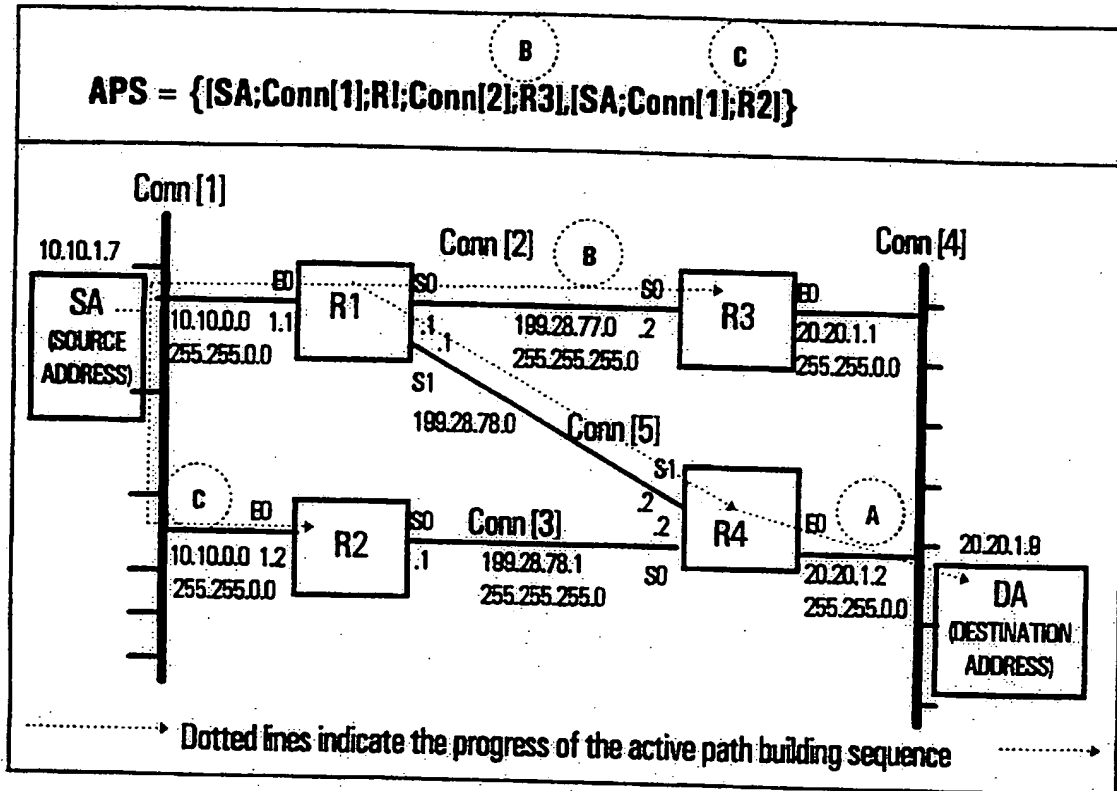 B
C
APS = {[SA;Conn[1];R!;Conn[2];R3],[SA;Conn[1];R2]}
Conn [1]
10.10.1.7
SA
(SOURCE
ADDRESS)
E0
10.10.0.0 1.1
255.255.0.0
R1
S0
.1
.1
S1
199.28.78.0
Conn [2]
B
S0
199.28.77.0 .2
255.255.255.0
R3
E0
20.20.1.1
255.255.0.0
Conn [4]
Conn [5]
S1
.2
.2
S0
C
E0
10.10.0.0 1.2
255.255.0.0
R2
S0
.1
Conn [3]
199.28.78.1
255.255.255.0
R4
E0
A
20.20.1.2
255.255.0.0
20.20.1.9
DA
(DESTINATION
ADDRESS)
Dotted lines indicate the progress of the active path building sequence